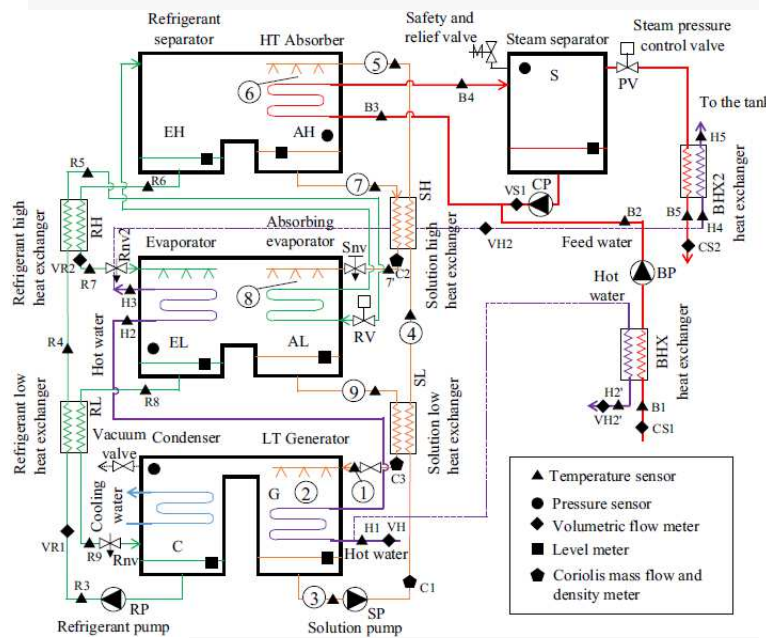 Refrigerant
separator
HT Absorber
Safety and
relief valve
Steam separator
Steam pressure
control valve
M
5
S
PV
6
B3
B4
To the tank
EH
AH
H5
R5
R6
7
SH
VS1
CP
B2
B5
H4
BHX2
heat exchanger
RH
Refrigerant high
heat exchanger
Rnv2
Evaporator
Absorbing
evaporator
Snv
VH2
Feed water
CS2
VR2
R7
C2
7'
Solution high
heat exchanger
H3
8
Hot
water
BP
H2
RV
4
R4
EL
AL
Hot water
BHX
heat exchanger
R8
9
SL
H2'
VH2'
B1
CS1
RL
Refrigerant low
heat exchanger
Vacuum
valve
Condenser
LT Generator
Solution low
heat exchanger
C3
1
2
G
Cooling
water
C
H1
VH
Hot water
VR1
R9
Rnv
R3
RP
3
SP
C1
Refrigerant pump
Solution pump
Temperature sensor
Pressure sensor
Volumetric flow meter
Level meter
Coriolis mass flow and
density meter